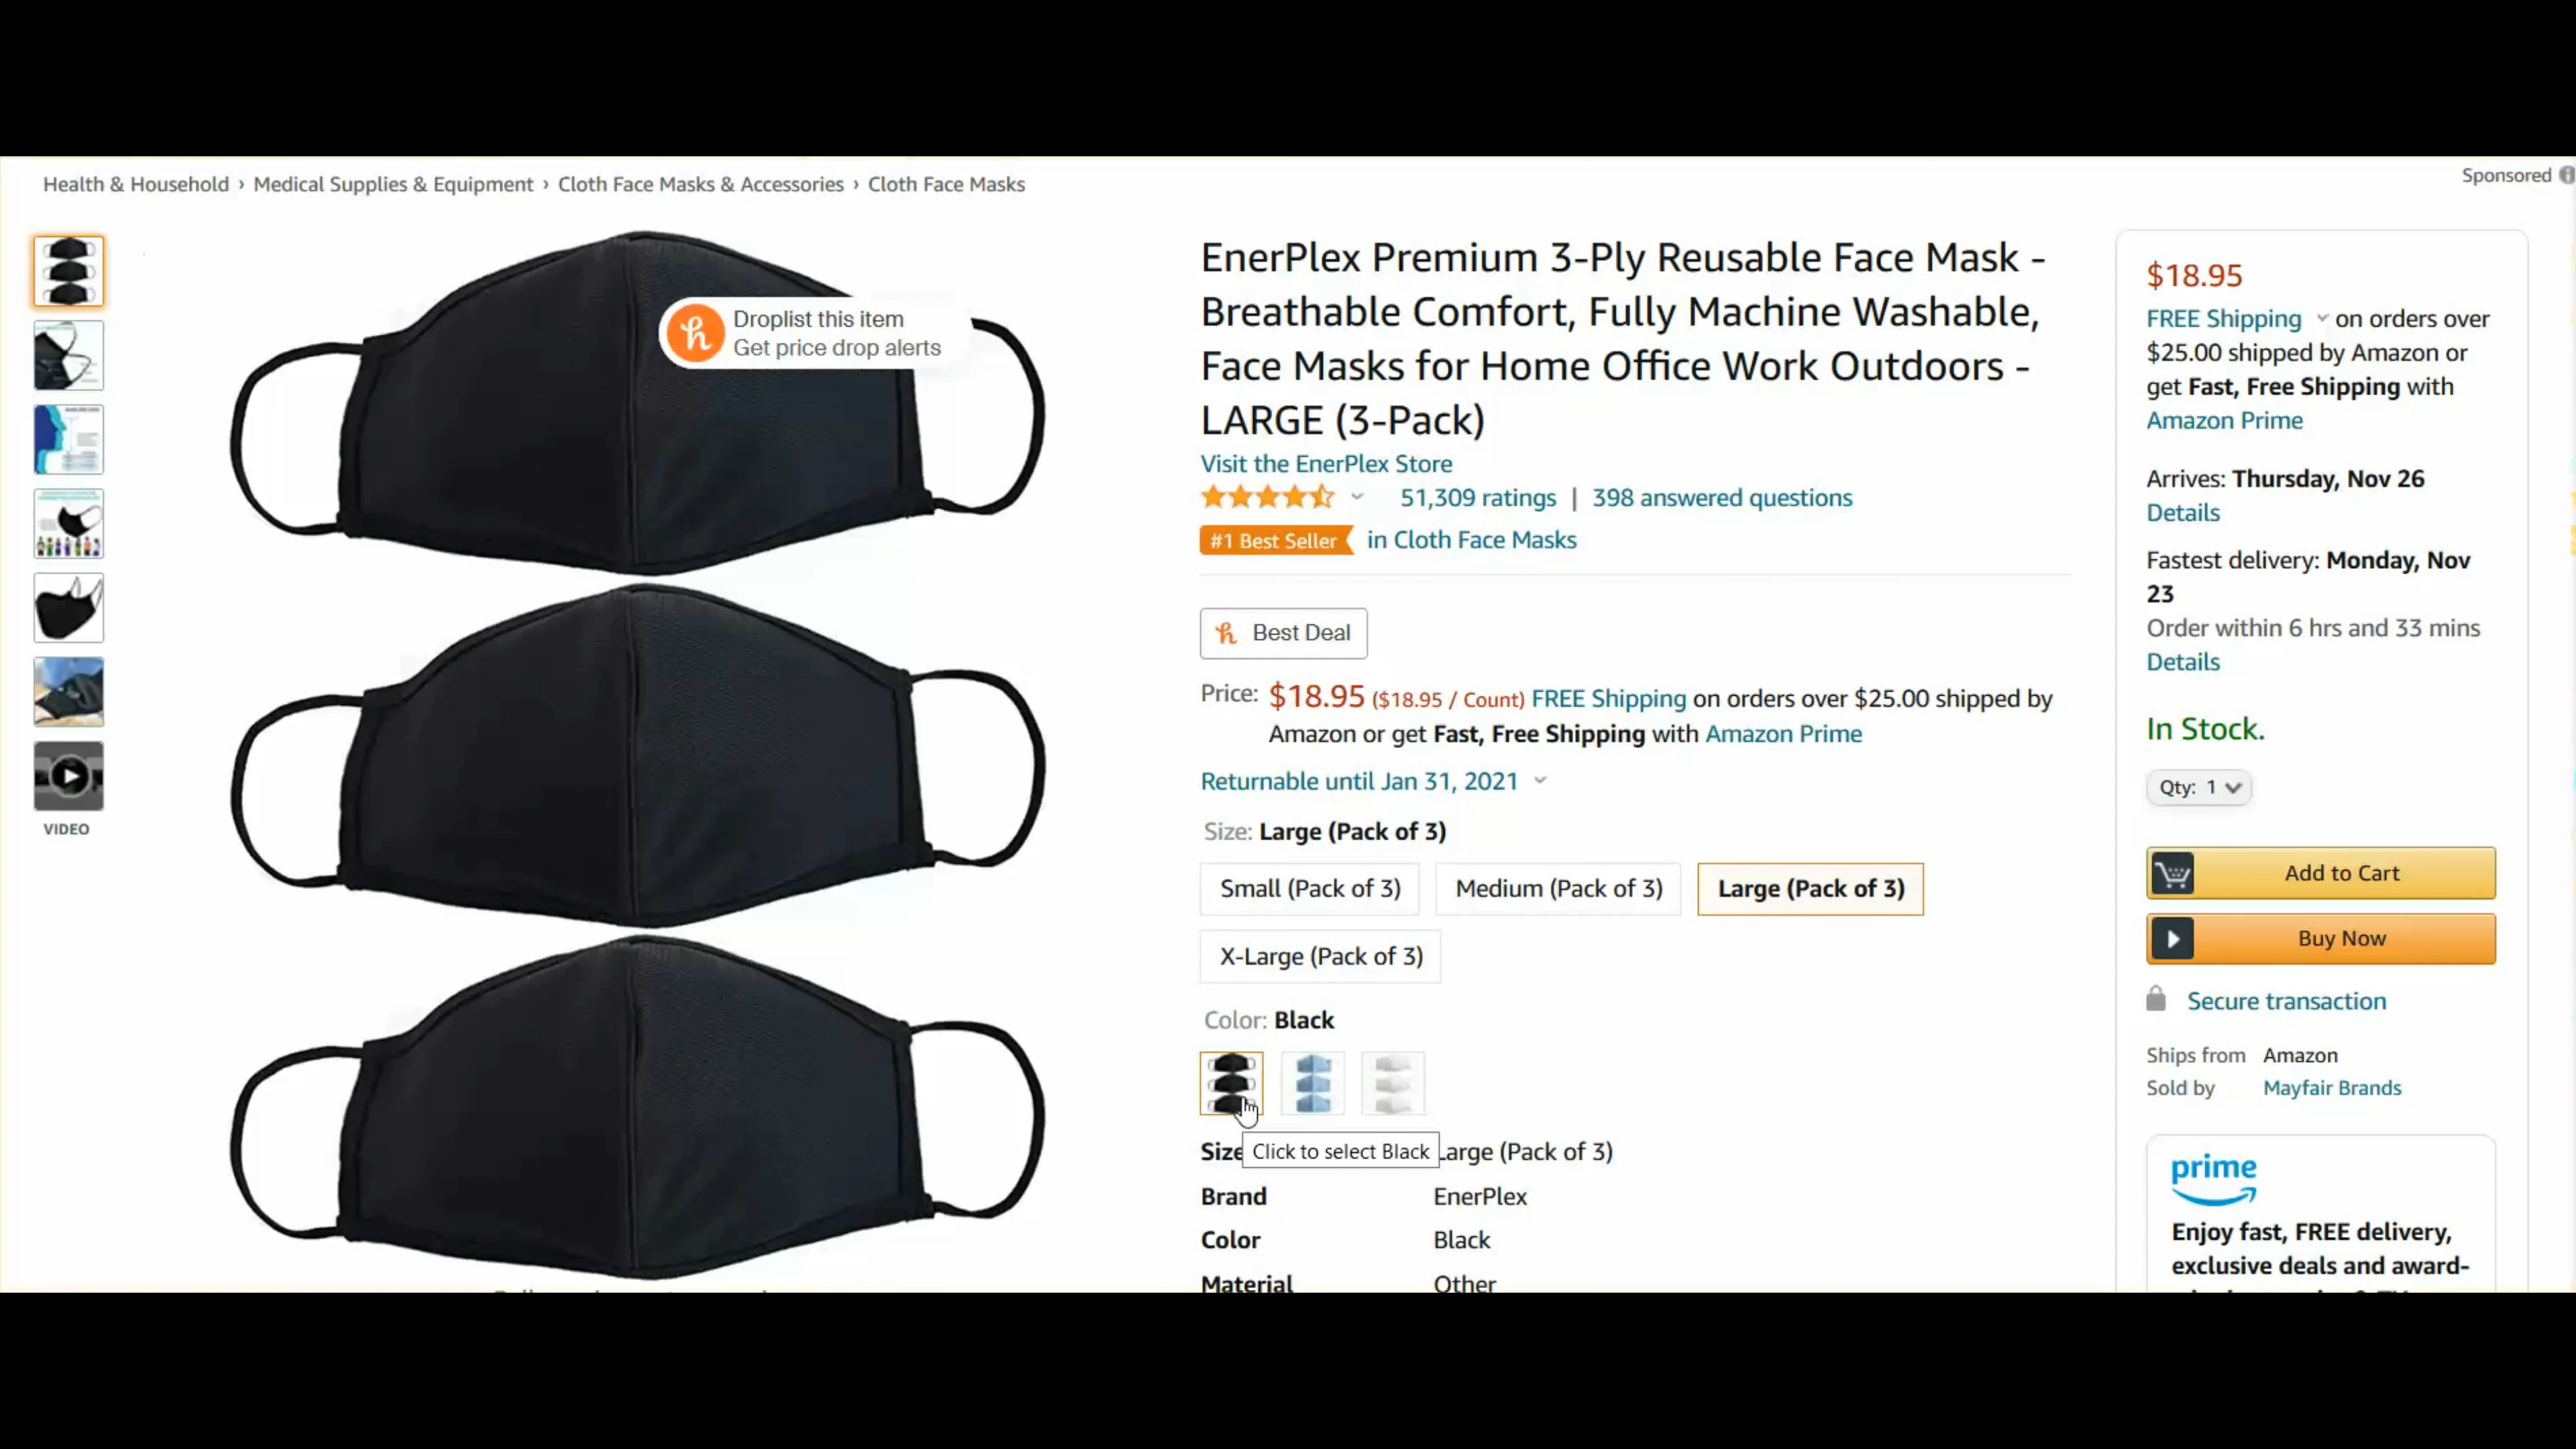 Health & Household › Medical Supplies & Equipment › Cloth Face Masks & Accessories › Cloth Face Masks
Sponsored
VIDEO
Droplist this item
Get price drop alerts
EnerPlex Premium 3-Ply Reusable Face Mask -
Breathable Comfort, Fully Machine Washable,
Face Masks for Home Office Work Outdoors -
LARGE (3-Pack)
Visit the EnerPlex Store
51,309 ratings | 398 answered questions
#1 Best Seller in Cloth Face Masks
Best Deal
Price: $18.95 ($18.95 / Count) FREE Shipping on orders over $25.00 shipped by
Amazon or get Fast, Free Shipping with Amazon Prime
Returnable until Jan 31, 2021
Size: Large (Pack of 3)
Small (Pack of 3) Medium (Pack of 3) Large (Pack of 3)
X-Large (Pack of 3)
Color: Black
Click to select Black
Size Large (Pack of 3)
Brand EnerPlex
Color Black
Material Other
$18.95
FREE Shipping on orders over
$25.00 shipped by Amazon or
get Fast, Free Shipping with
Amazon Prime
Arrives: Thursday, Nov 26
Details
Fastest delivery: Monday, Nov
23
Order within 6 hrs and 33 mins
Details
In Stock.
Qty: 1
Add to Cart
Buy Now
Secure transaction
Ships from Amazon
Sold by Mayfair Brands
prime
Enjoy fast, FREE delivery,
exclusive deals and award-